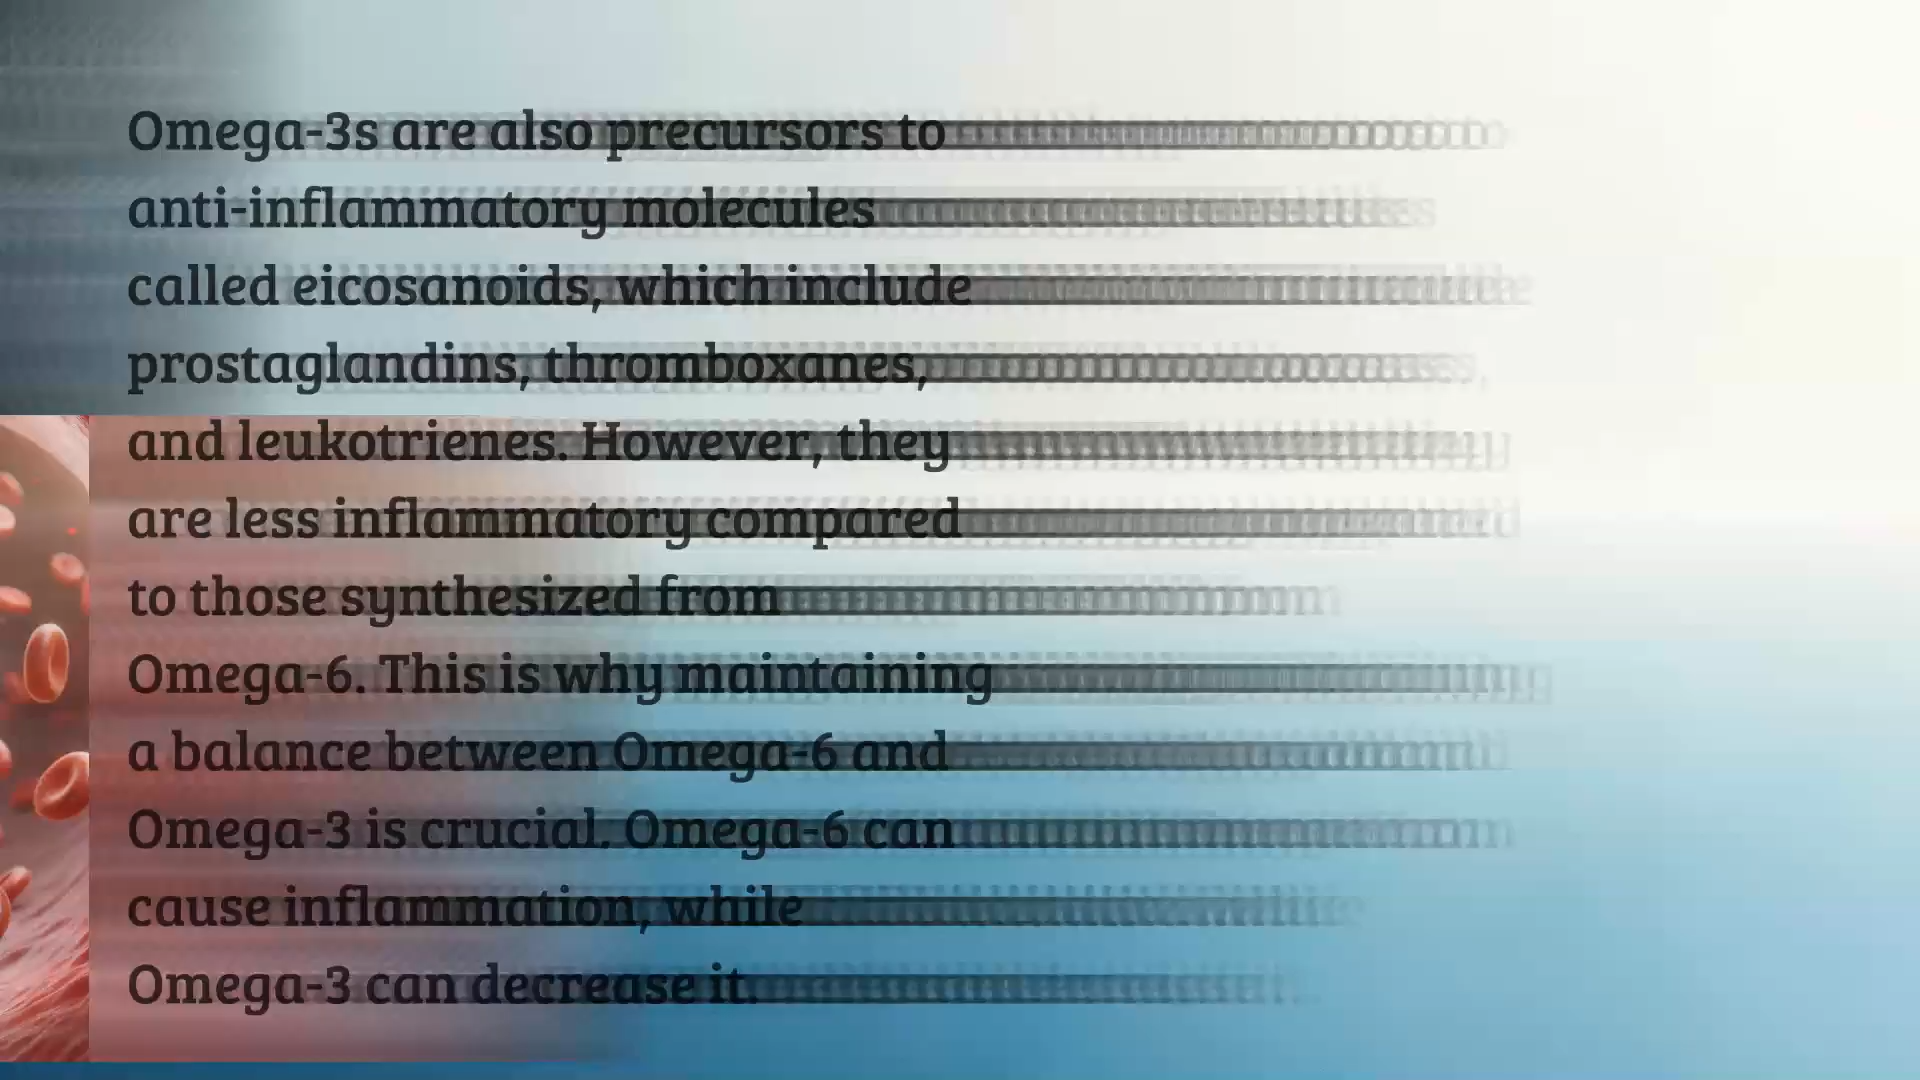 Omega-3s are also precursors to
anti-inflammatory molecules
called eicosanoids, which include
prostaglandins, thromboxanes,
and leukotrienes. However, they
are less inflammatory compared
to those synthesized from
Omega-6. This is why maintaining
a balance between Omega-6 and
Omega-3 is crucial. Omega-6 can
cause inflammation, while
Omega-3 can decrease it.